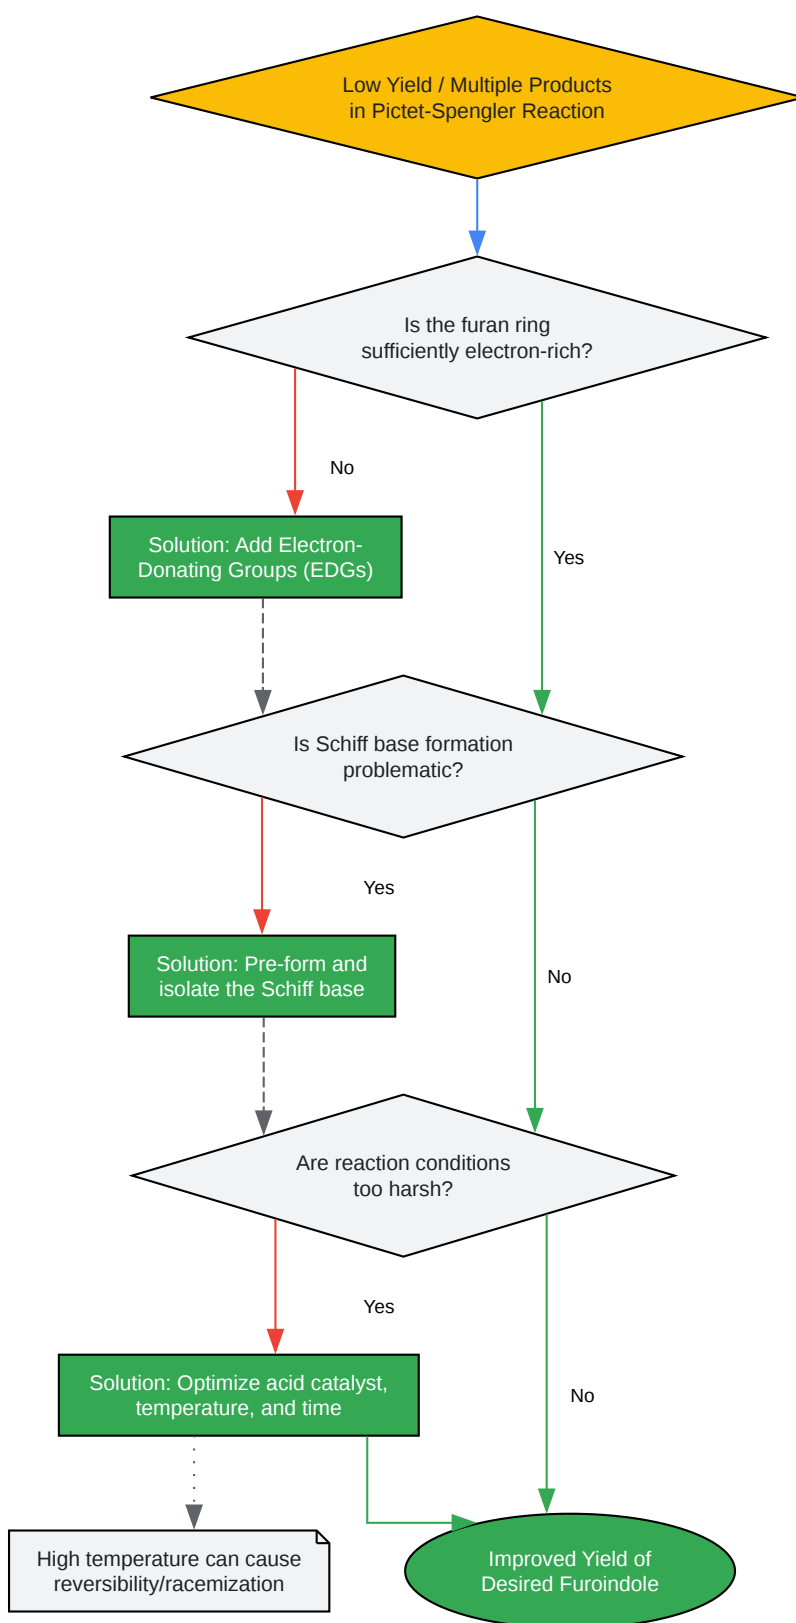 Low Yield / Multiple Products
in Pictet-Spengler Reaction
Is the furan ring
sufficiently electron-rich?
No
Solution: Add Electron-
Donating Groups (EDGs)
Yes
Is Schiff base formation
problematic?
Yes
Solution: Pre-form and
isolate the Schiff base
No
Are reaction conditions
too harsh?
Yes
Solution: Optimize acid catalyst,
temperature, and time
No
High temperature can cause
reversibility/racemization
Improved Yield of
Desired Furoindole